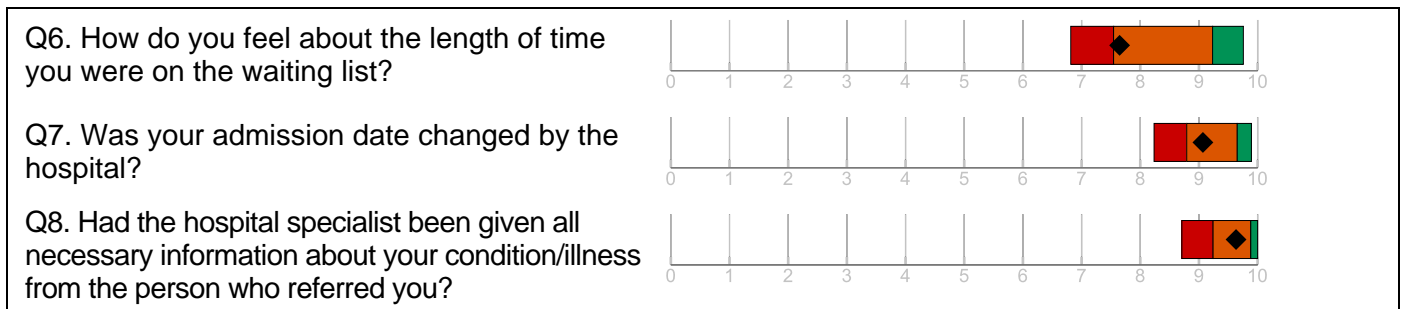 Q6. How do you feel about the length of time
you were on the waiting list?
0 1 2 3 4 5 6 7 8 9 10
Q7. Was your admission date changed by the
hospital?
0 1 2 3 4 5 6 7 8 9 10
Q8. Had the hospital specialist been given all
necessary information about your condition/illness
from the person who referred you?
0 1 2 3 4 5 6 7 8 9 10